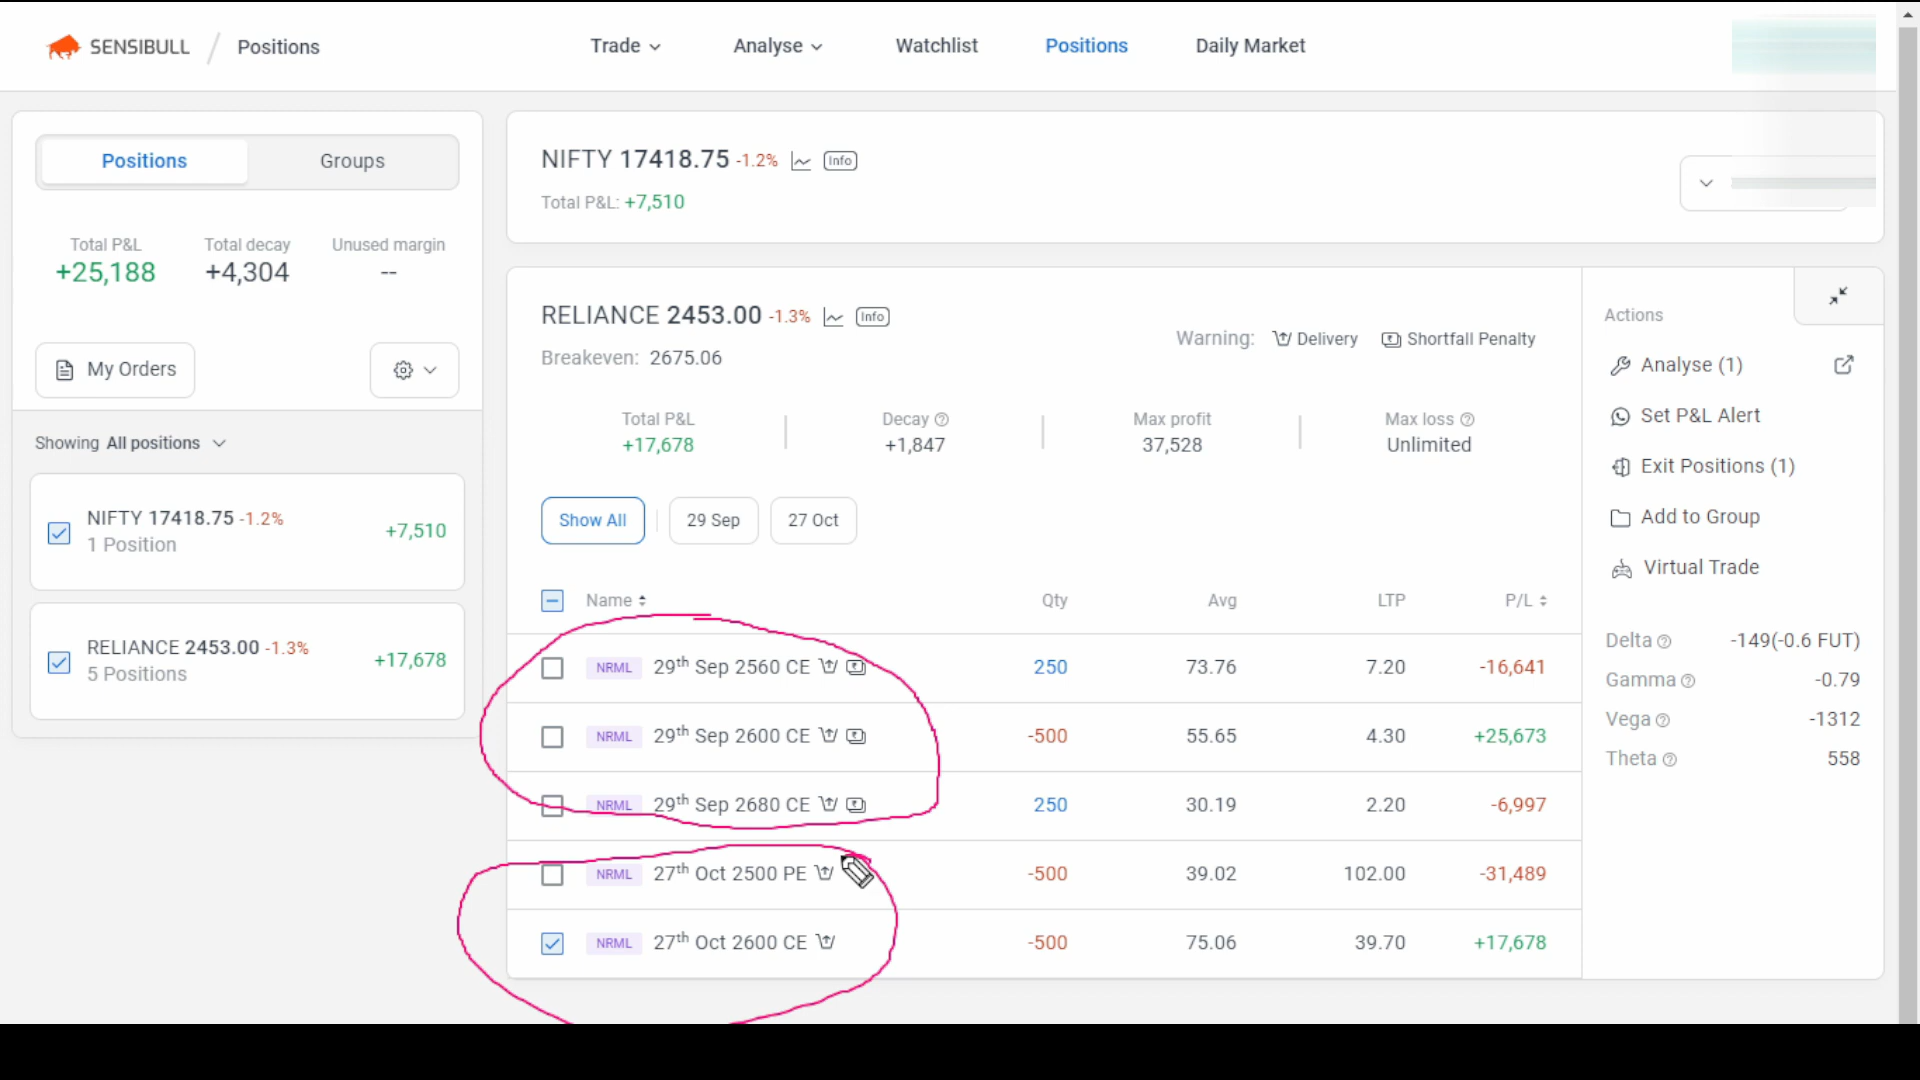 SENSIBULL / Positions
Trade
Analyse
Watchlist
Positions
Daily Market
Positions
Groups
Total P&L
+25,188
Total decay
+4,304
Unused margin
--
My Orders
Showing All positions
NIFTY 17418.75 -1.2%
1 Position
+7,510
RELIANCE 2453.00 -1.3%
5 Positions
+17,678
NIFTY 17418.75 -1.2% Info
Total P&L: +7,510
RELIANCE 2453.00 -1.3% Info
Breakeven: 2675.06
Warning: Delivery Shortfall Penalty
Total P&L
+17,678
Decay
+1,847
Max profit
37,528
Max loss
Unlimited
Show All
29 Sep
27 Oct
Name Qty Avg LTP P/L
NRML 29th Sep 2560 CE 250 73.76 7.20 -16,641
NRML 29th Sep 2600 CE -500 55.65 4.30 +25,673
NRML 29th Sep 2680 CE 250 30.19 2.20 -6,997
NRML 27th Oct 2500 PE -500 39.02 102.00 -31,489
NRML 27th Oct 2600 CE -500 75.06 39.70 +17,678
Actions
Analyse (1)
Set P&L Alert
Exit Positions (1)
Add to Group
Virtual Trade
Delta -149(-0.6 FUT)
Gamma -0.79
Vega -1312
Theta 558